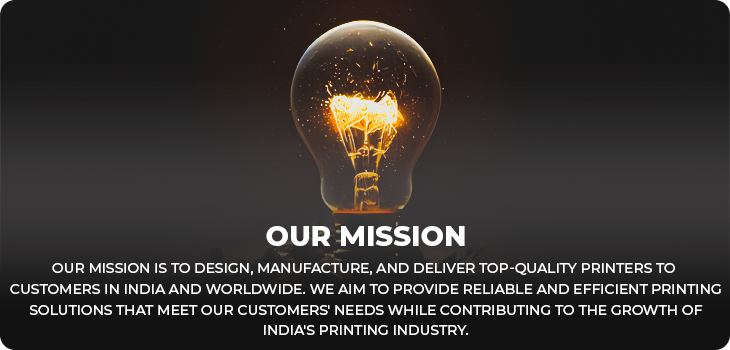 OUR MISSION
OUR MISSION IS TO DESIGN, MANUFACTURE, AND DELIVER TOP-QUALITY PRINTERS TO
CUSTOMERS IN INDIA AND WORLDWIDE. WE AIM TO PROVIDE RELIABLE AND EFFICIENT PRINTING
SOLUTIONS THAT MEET OUR CUSTOMERS' NEEDS WHILE CONTRIBUTING TO THE GROWTH OF
INDIA'S PRINTING INDUSTRY.